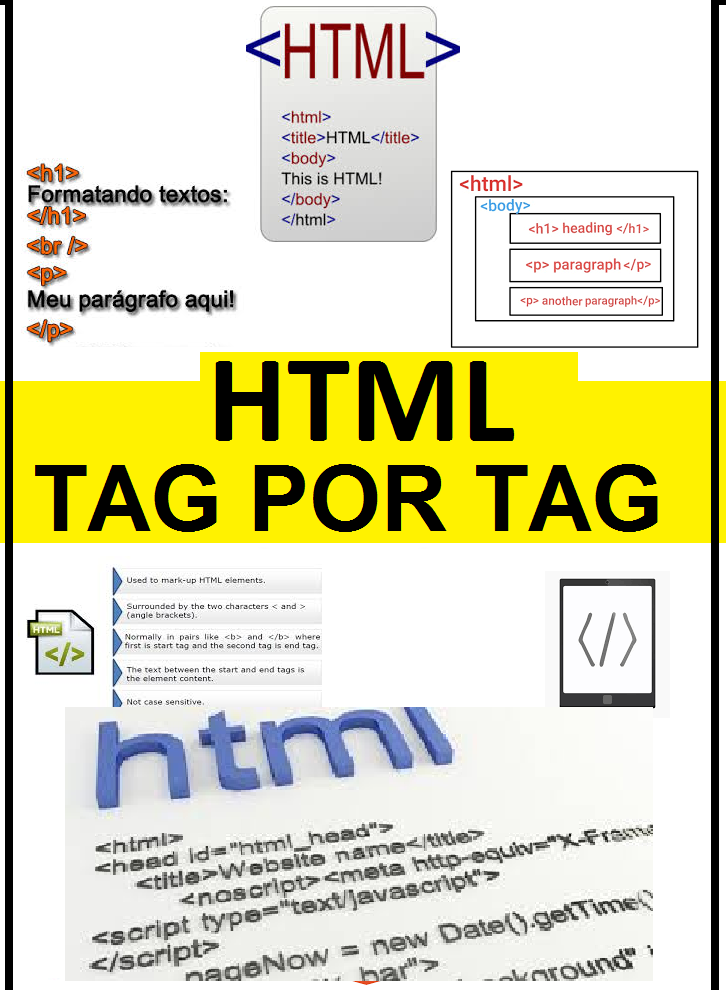 <HTML>
<html>
<title>HTML</title>
<body>
This is HTML!
</body>
</html>
<h1>
Formatando textos:
</h1>
<br />
<p>
Meu parágrafo aqui!
</p>
<html>
<body>
<h1> heading </h1>
<p> paragraph </p>
<p> another paragraph</p>
HTML
TAG POR TAG
HTML
</>
Used to mark-up HTML elements.
Surrounded by the two characters < and >
(angle brackets).
Normally in pairs like <b> and </b> where
first is start tag and the second tag is end tag.
The text between the start and end tags is
the element content.
Not case sensitive.
</>
html
<html>
<head id="html_head">
<title>Website name</title>
<noscript><meta http-equiv="X-Frame
<script type="text/javascript">
</script>
pageNow = new Date().getTime()
bar">